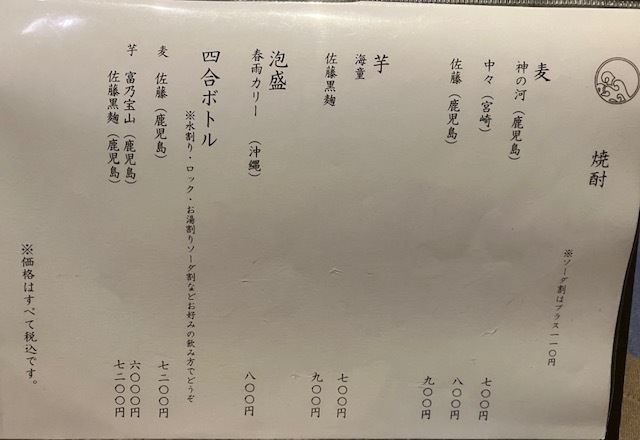 焼酎
※ソーダ割はプラス一一〇円
麦
神の河（鹿児島） 七〇〇円
中々（宮崎） 八〇〇円
佐藤（鹿児島） 九〇〇円
芋
海童 七〇〇円
佐藤黒麹 九〇〇円
泡盛
春雨カリー （沖縄） 八〇〇円
四合ボトル
※水割り・ロック・お湯割りソーダ割などお好みの飲み方でどうぞ
麦 佐藤（鹿児島） 七二〇〇円
芋 富乃宝山（鹿児島） 六〇〇〇円
佐藤黒麹（鹿児島） 七二〇〇円
※価格はすべて税込です。